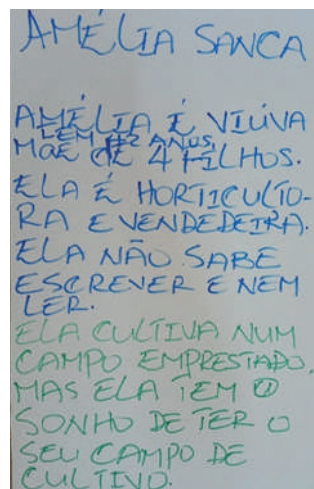 AMÉLIA SANCA
AMÉLIA É VIÚVA
TEM 42 ANOS
MÃE DE 4 FILHOS.
ELA É HORTICULTO-
RA E VENDEDEIRA.
ELA NÃO SABE
ESCREVER E NEM
LER.
ELA CULTIVA NUM
CAMPO EMPRESTADO,
MAS ELA TEM O
SONHO DE TER O
SEU CAMPO DE
CULTIVO.